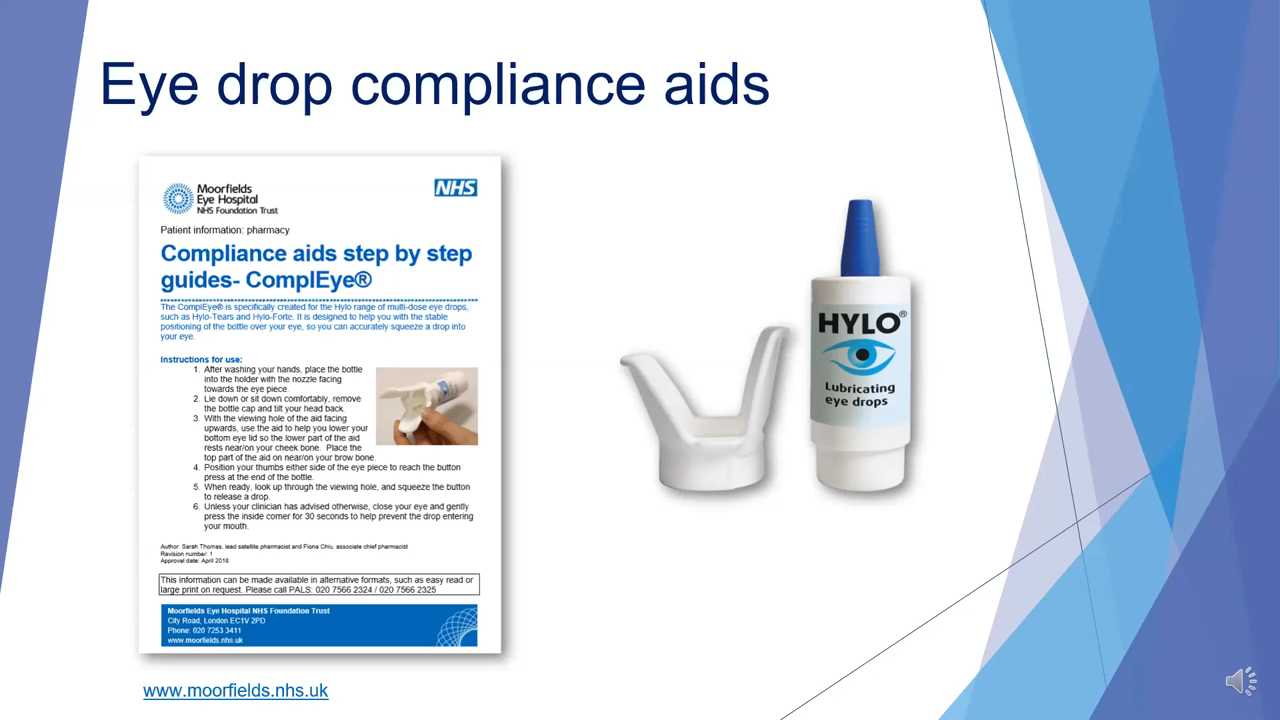 Eye drop compliance aids
Moorfields
Eye Hospital
NHS Foundation Trust
NHS
Patient information: pharmacy
Compliance aids step by step
guides- ComplEye®
The ComplEye® is specifically created for the Hylo range of multi-dose eye drops,
such as Hylo-Tears and Hylo-Forte. It is designed to help you with the stable
positioning of the bottle over your eye, so you can accurately squeeze a drop into
your eye.
Instructions for use:
1. After washing your hands, place the bottle
into the holder with the nozzle facing
towards the eye piece.
2. Lie down or sit down comfortably, remove
the bottle cap and tilt your head back.
3. With the viewing hole of the aid facing
upwards, use the aid to help you lower your
bottom eye lid so the lower part of the aid
rests near/on your cheek bone. Place the
top part of the aid on near/on your brow bone.
4. Position your thumbs either side of the eye piece to reach the button
press at the end of the bottle.
5. When ready, look up through the viewing hole, and squeeze the button
to release a drop.
6. Unless your clinician has advised otherwise, close your eye and gently
press the inside corner for 30 seconds to help prevent the drop entering
your mouth.
Author: Sarah Thomas, lead satellite pharmacist and Fiona Chiu, associate chief pharmacist
Revision number: 1
Approval date: April 2018
This information can be made available in alternative formats, such as easy read or
large print on request. Please call PALS: 020 7566 2324 / 020 7566 2325
Moorfields Eye Hospital NHS Foundation Trust
City Road, London EC1V 2PD
Phone: 020 7253 3411
www.moorfields.nhs.uk
HYLO®
Lubricating
eye drops
www.moorfields.nhs.uk